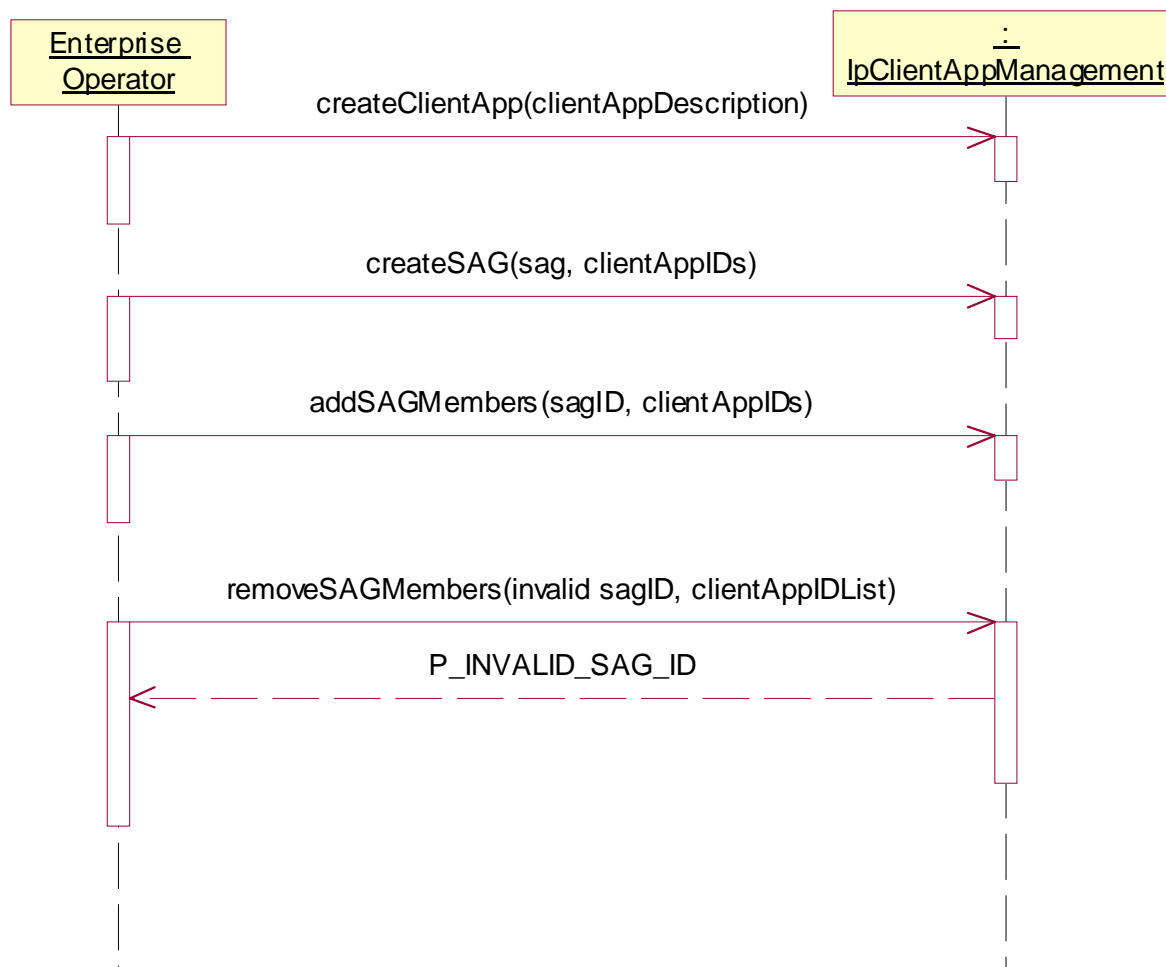 Enterprise
Operator
:
IpClientAppManagement
createClientApp(clientAppDescription)
createSAG(sag, clientAppIDs)
addSAGMembers(sagID, clientAppIDs)
removeSAGMembers(invalid sagID, clientAppIDList)
P_INVALID_SAG_ID